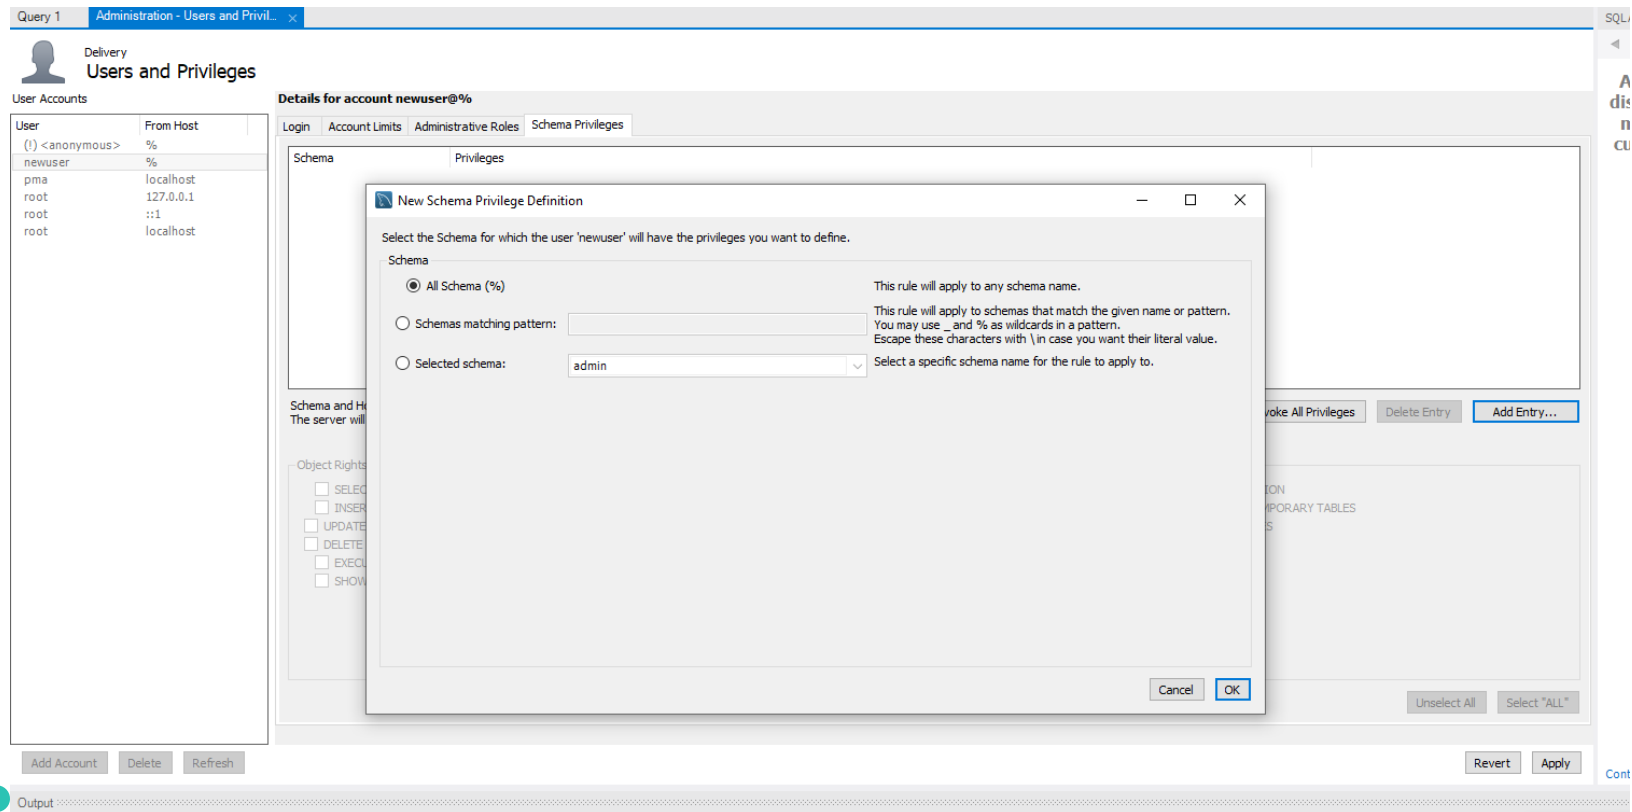 Query 1
Administration - Users and Privil...
Delivery
Users and Privileges
User Accounts
User From Host
(!) <anonymous> %
newuser %
pma localhost
root 127.0.0.1
root ::1
root localhost
Add Account Delete Refresh
Details for account newuser@%
Login Account Limits Administrative Roles Schema Privileges
Schema Privileges
New Schema Privilege Definition
Select the Schema for which the user 'newuser' will have the privileges you want to define.
Schema
All Schema (%) This rule will apply to any schema name.
Schemas matching pattern: This rule will apply to schemas that match the given name or pattern.
You may use _ and % as wildcards in a pattern.
Escape these characters with \ in case you want their literal value.
Selected schema: admin Select a specific schema name for the rule to apply to.
Cancel OK
Schema and
The server will
All Privileges Delete Entry Add Entry...
Object Rights
UPDATE
DELETE
SHOW
TABLES
Unselect All Select "ALL"
Revert Apply
Output